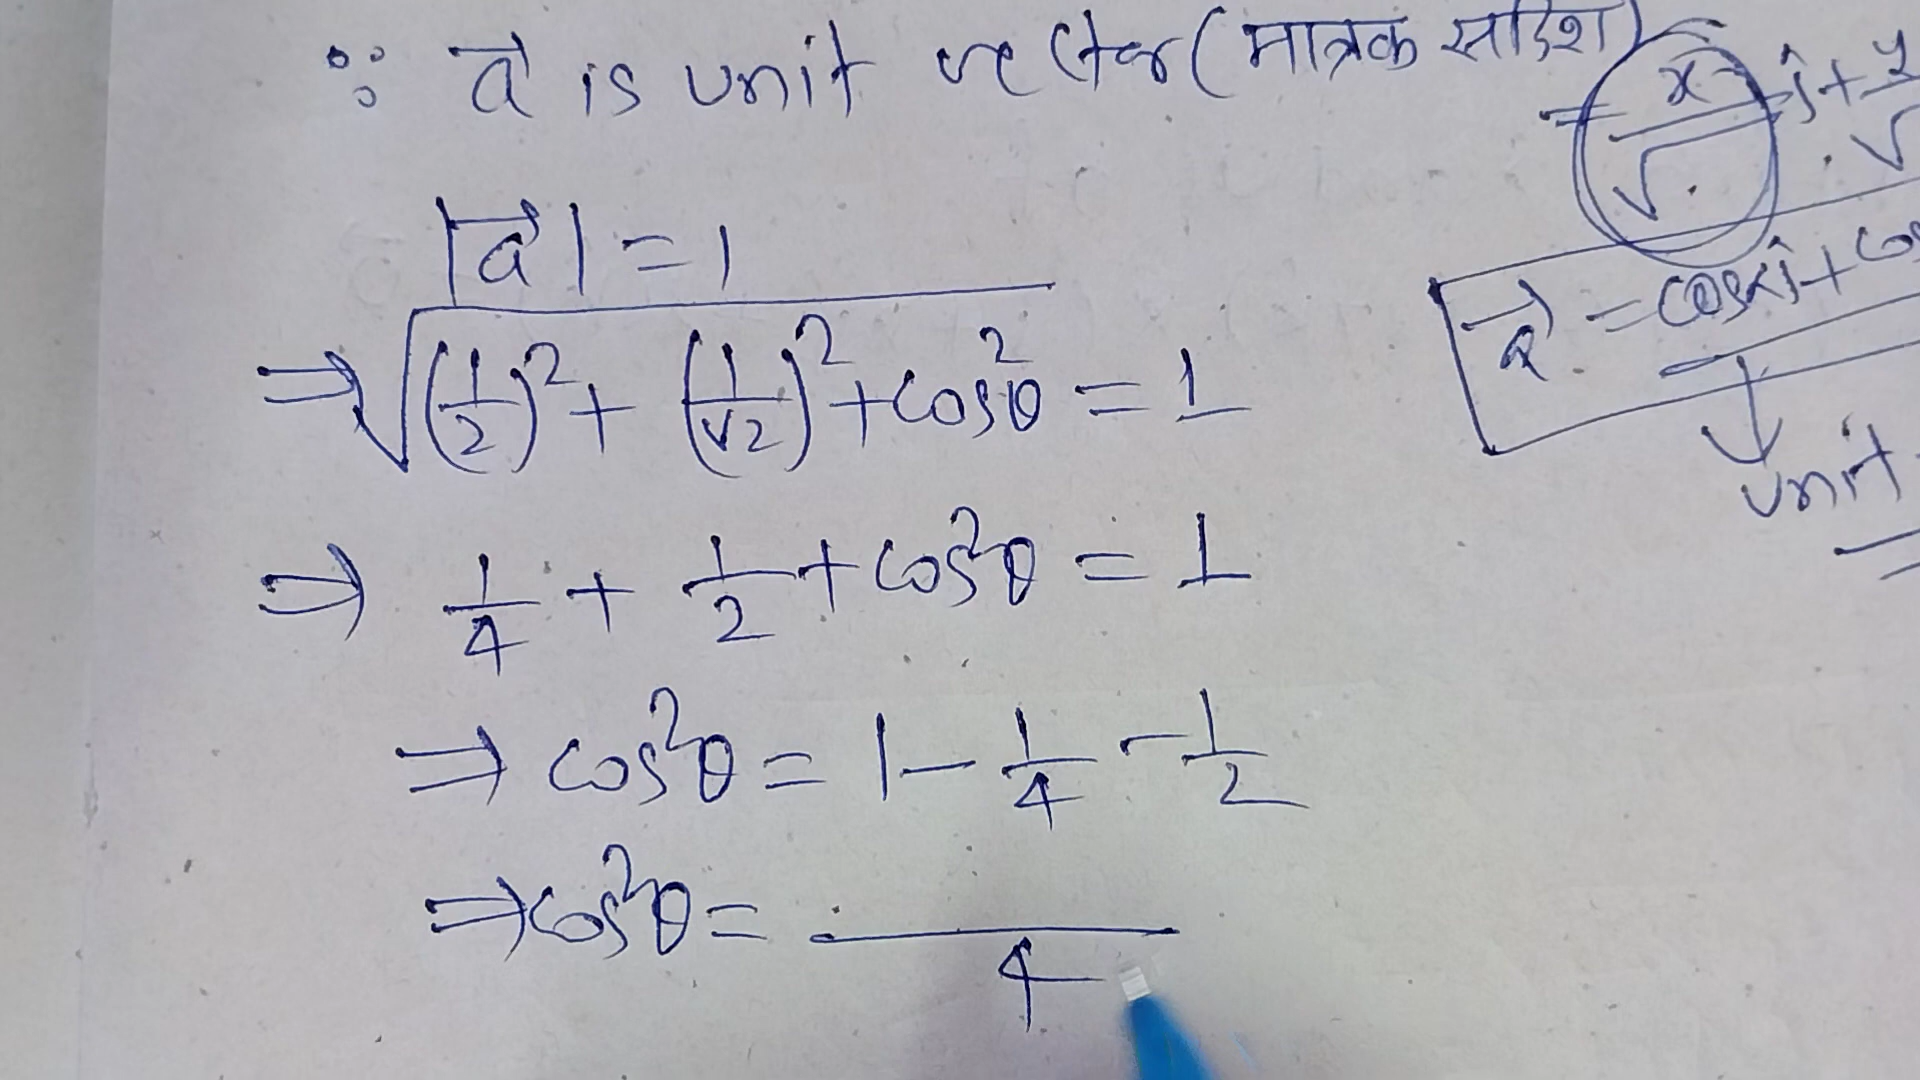 ∵ a⃗ is unit vector (मात्रक सदिश)
|a⃗| = 1
⇒ √((1/2)² + (1/√2)² + cos²θ) = 1
⇒ 1/4 + 1/2 + cos²θ = 1
⇒ cos²θ = 1 - 1/4 - 1/2
⇒ cos²θ = /4
= x/√. i + y/√
a⃗ = cosα i + cos
unit